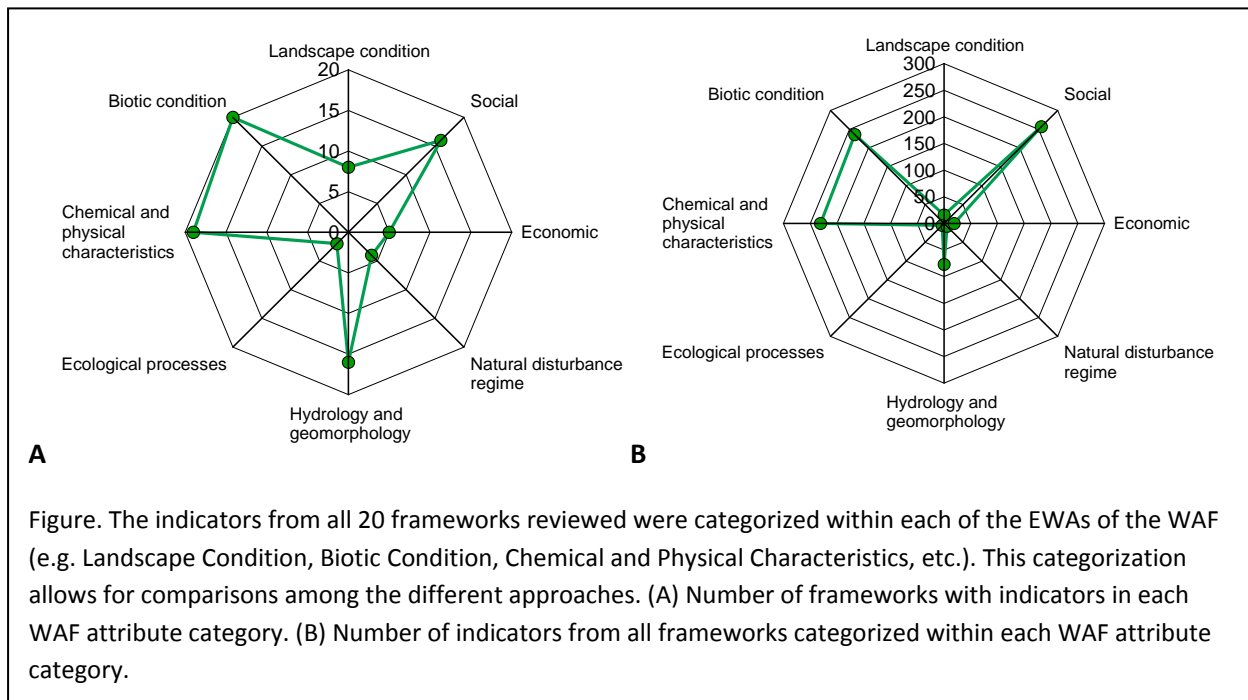 Landscape condition
20
15
10
5
0
Social
Economic
Natural disturbance
regime
Hydrology and
geomorphology
Ecological processes
Chemical and
physical
characteristics
Biotic condition
A
Landscape condition
300
250
200
150
100
50
0
Social
Economic
Natural disturbance
regime
Hydrology and
geomorphology
Ecological processes
Chemical and
physical
characteristics
Biotic condition
B
Figure. The indicators from all 20 frameworks reviewed were categorized within each of the EWAs of the WAF
(e.g. Landscape Condition, Biotic Condition, Chemical and Physical Characteristics, etc.). This categorization
allows for comparisons among the different approaches. (A) Number of frameworks with indicators in each
WAF attribute category. (B) Number of indicators from all frameworks categorized within each WAF attribute
category.